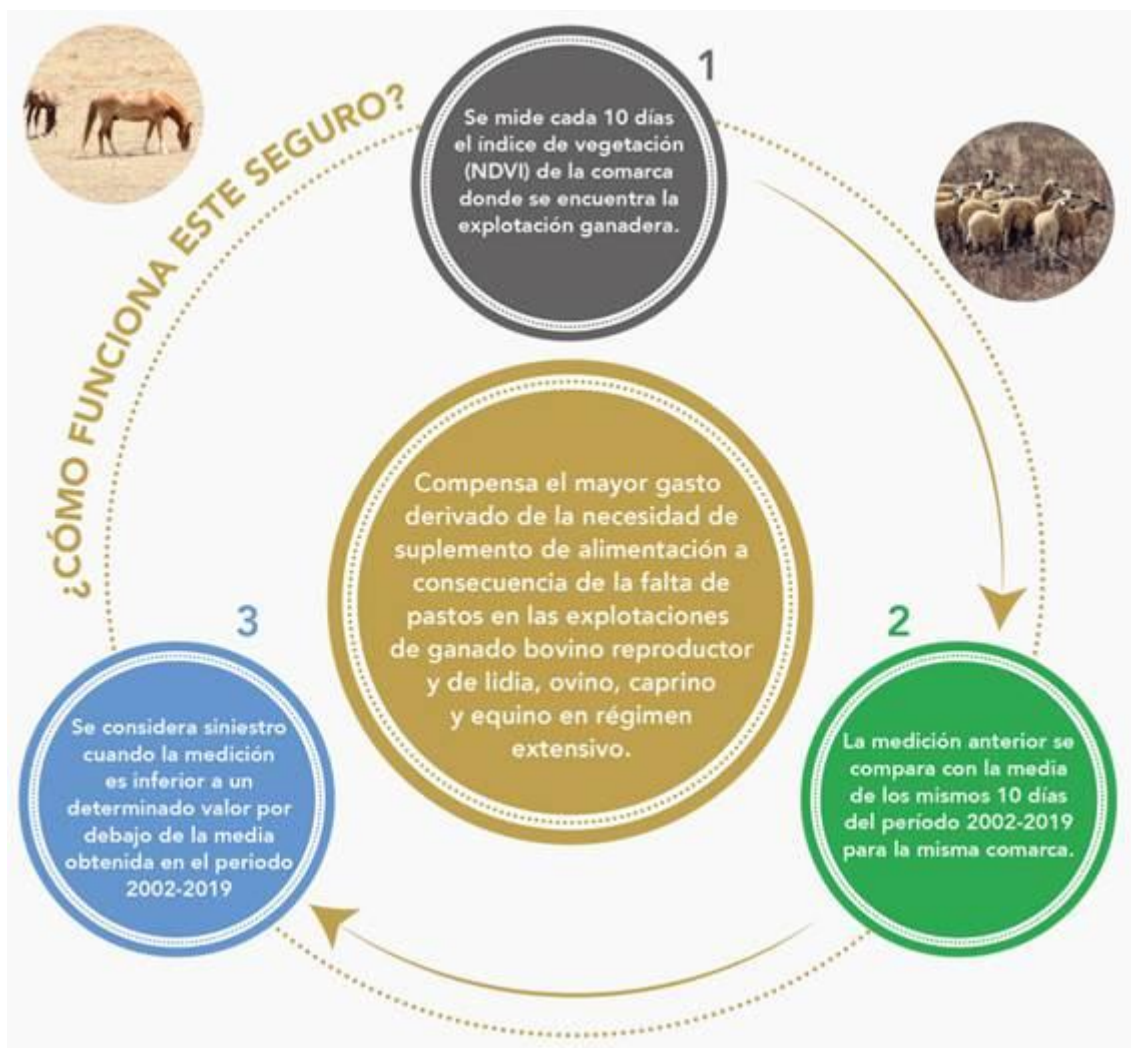 ¿CÓMO FUNCIONA ESTE SEGURO?
1
Se mide cada 10 días
el índice de vegetación
(NDVI) de la comarca
donde se encuentra la
explotación ganadera.
Compensa el mayor gasto
derivado de la necesidad de
suplemento de alimentación a
consecuencia de la falta de
pastos en las explotaciones
de ganado bovino reproductor
y de lidia, ovino, caprino
y equino en régimen
extensivo.
2
La medición anterior se
compara con la media
de los mismos 10 días
del período 2002-2019
para la misma comarca.
3
Se considera siniestro
cuando la medición
es inferior a un
determinado valor por
debajo de la media
obtenida en el periodo
2002-2019